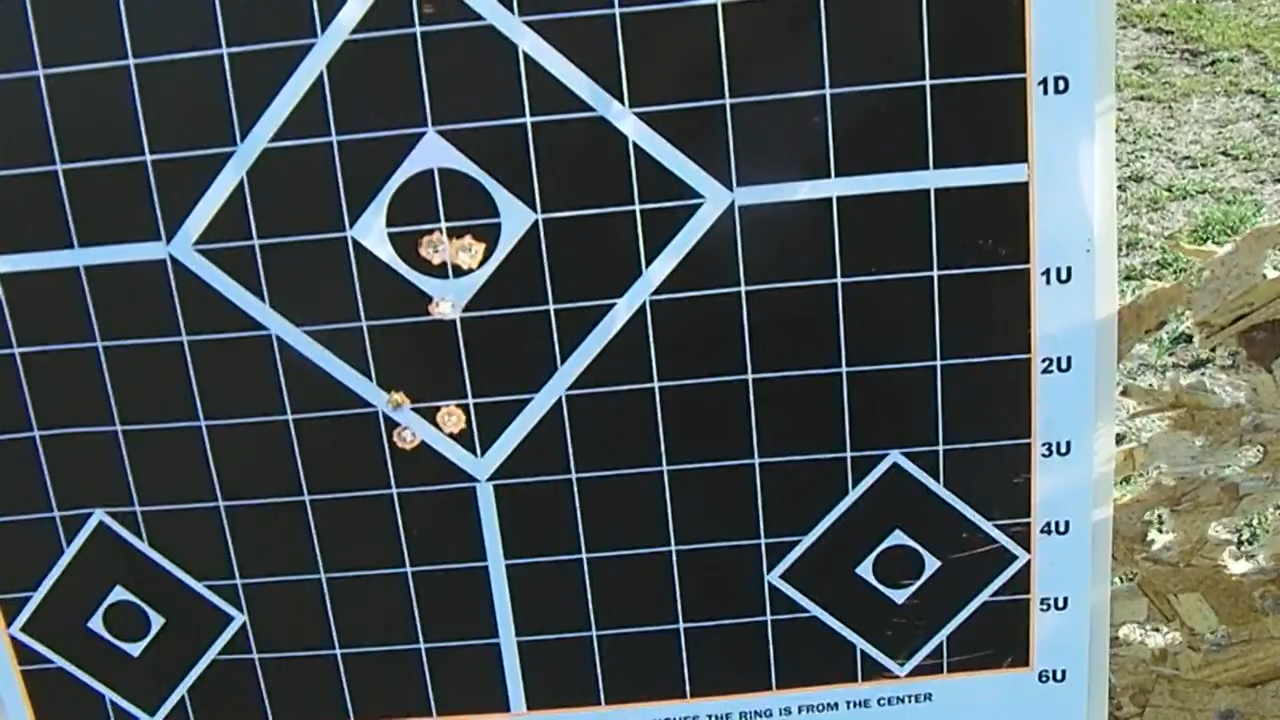 1D
1U
2U
3U
4U
5U
6U
THE RING IS FROM THE CENTER